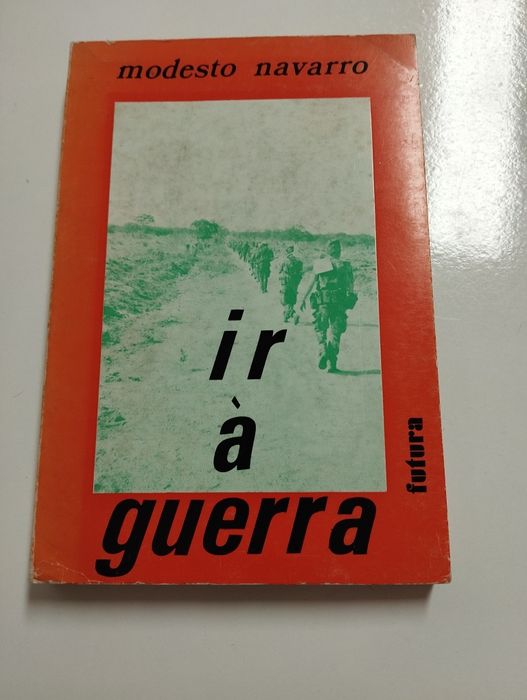 modesto navarro
ir
à
guerra
futura